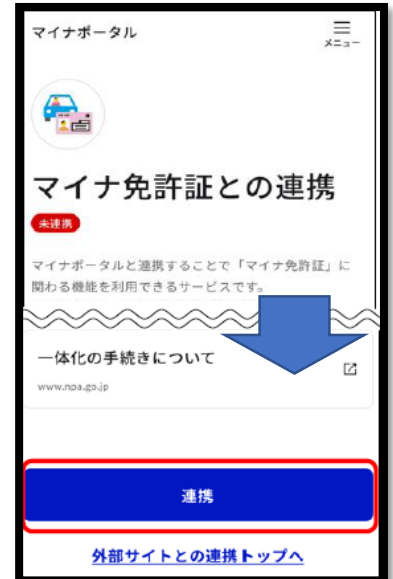 マイナポータル
メニュー
マイナ免許証との連携
未連携
マイナポータルと連携することで「マイナ免許証」に
関わる機能を利用できるサービスです。
一体化の手続きについて
www.npa.go.jp
連携
外部サイトとの連携トップへ